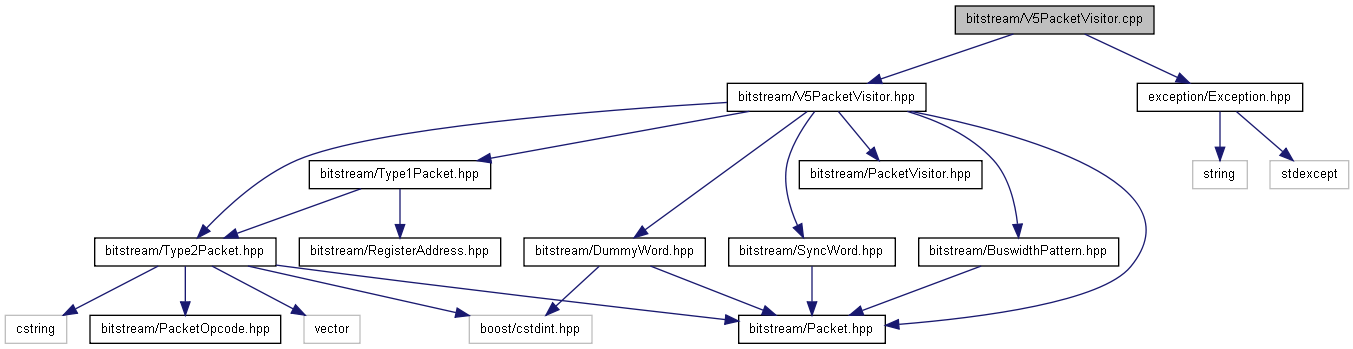 bitstream/V5PacketVisitor.cpp
bitstream/V5PacketVisitor.hpp
exception/Exception.hpp
bitstream/Type1Packet.hpp
bitstream/PacketVisitor.hpp
string
stdexcept
bitstream/Type2Packet.hpp
bitstream/RegisterAddress.hpp
bitstream/DummyWord.hpp
bitstream/SyncWord.hpp
bitstream/BuswidthPattern.hpp
cstring
bitstream/PacketOpcode.hpp
vector
boost/cstdint.hpp
bitstream/Packet.hpp